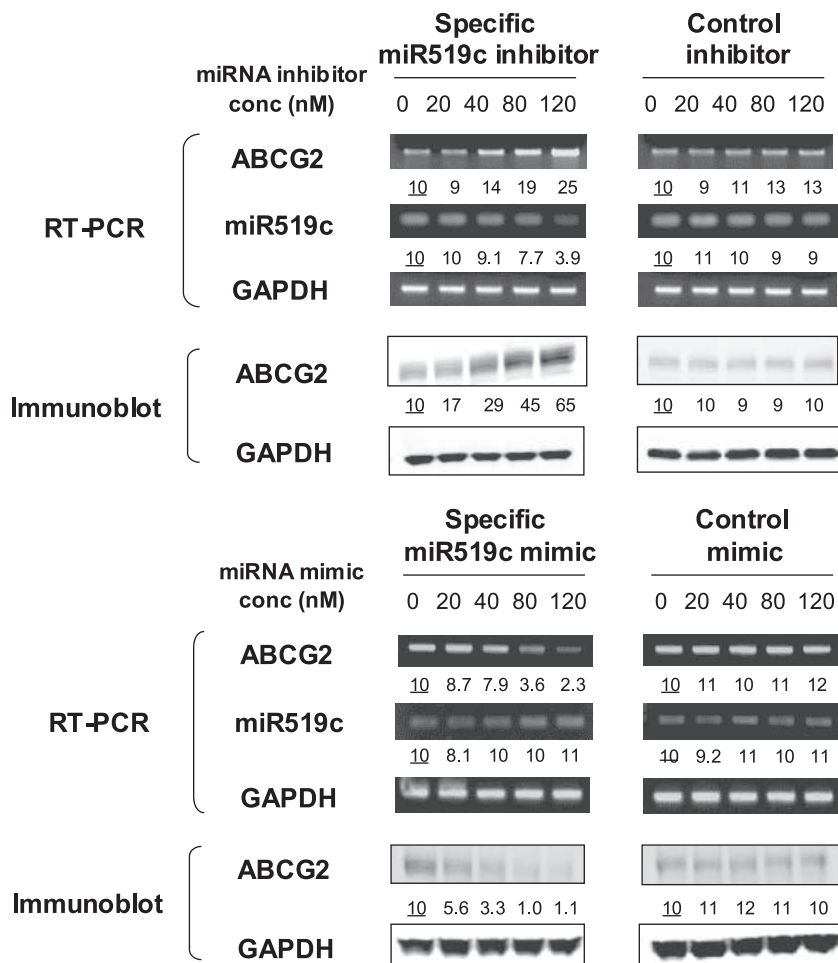 Specific
miR519c inhibitor
Control
inhibitor
miRNA inhibitor
conc (nM)
0 20 40 80 120
0 20 40 80 120
ABCG2
10 9 14 19 25
10 9 11 13 13
RT-PCR
miR519c
10 10 9.1 7.7 3.9
10 11 10 9 9
GAPDH
ABCG2
Immunoblot
10 17 29 45 65
10 10 9 9 10
GAPDH
Specific
miR519c mimic
Control
mimic
miRNA mimic
conc (nM)
0 20 40 80 120
0 20 40 80 120
ABCG2
10 8.7 7.9 3.6 2.3
10 11 10 11 12
RT-PCR
miR519c
10 8.1 10 10 11
10 9.2 11 10 11
GAPDH
ABCG2
Immunoblot
10 5.6 3.3 1.0 1.1
10 11 12 11 10
GAPDH